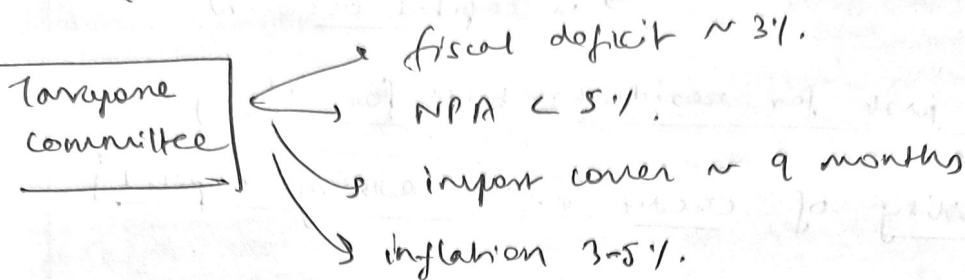 fiscal deficit ~ 3%.
Tarapore
NPA < 5%.
committee
import cover ~ 9 months
inflation 3-5%.